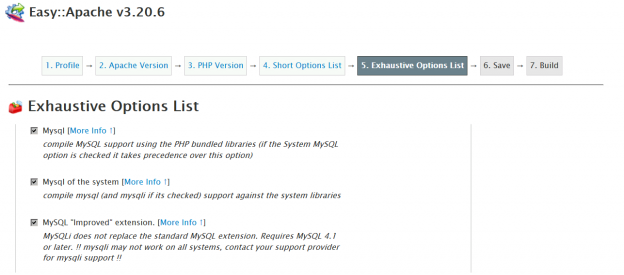 Easy::Apache v3.20.6
1. Profile → 2. Apache Version → 3. PHP Version → 4. Short Options List → 5. Exhaustive Options List → 6. Save → 7. Build
Exhaustive Options List
Mysql [More Info ↑]
compile MySQL support using the PHP bundled libraries (if the System MySQL
option is checked it takes precedence over this option)
Mysql of the system [More Info ↑]
compile mysql (and mysqli if its checked) support against the system libraries
MySQL "Improved" extension. [More Info ↑]
MySQLi does not replace the standard MySQL extension. Requires MySQL 4.1
or later. !! mysqli may not work on all systems, contact your support provider
for mysqli support !!